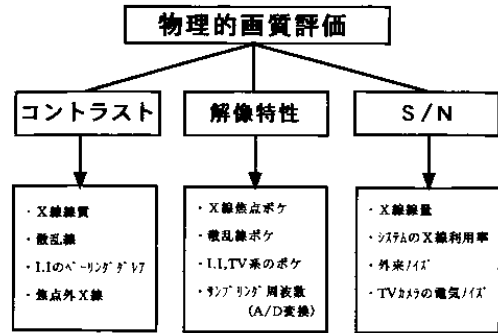 物理的画質評価
コントラスト
解像特性
S/N
・X線線質
・散乱線
・I.Iのベーリンググレア
・焦点外X線
・X線焦点ボケ
・散乱線ボケ
・I.I,TV系のボケ
・サンプリング周波数
(A/D変換)
・X線線量
・システムのX線利用率
・外来ノイズ
・TVカメラの電気ノイズ